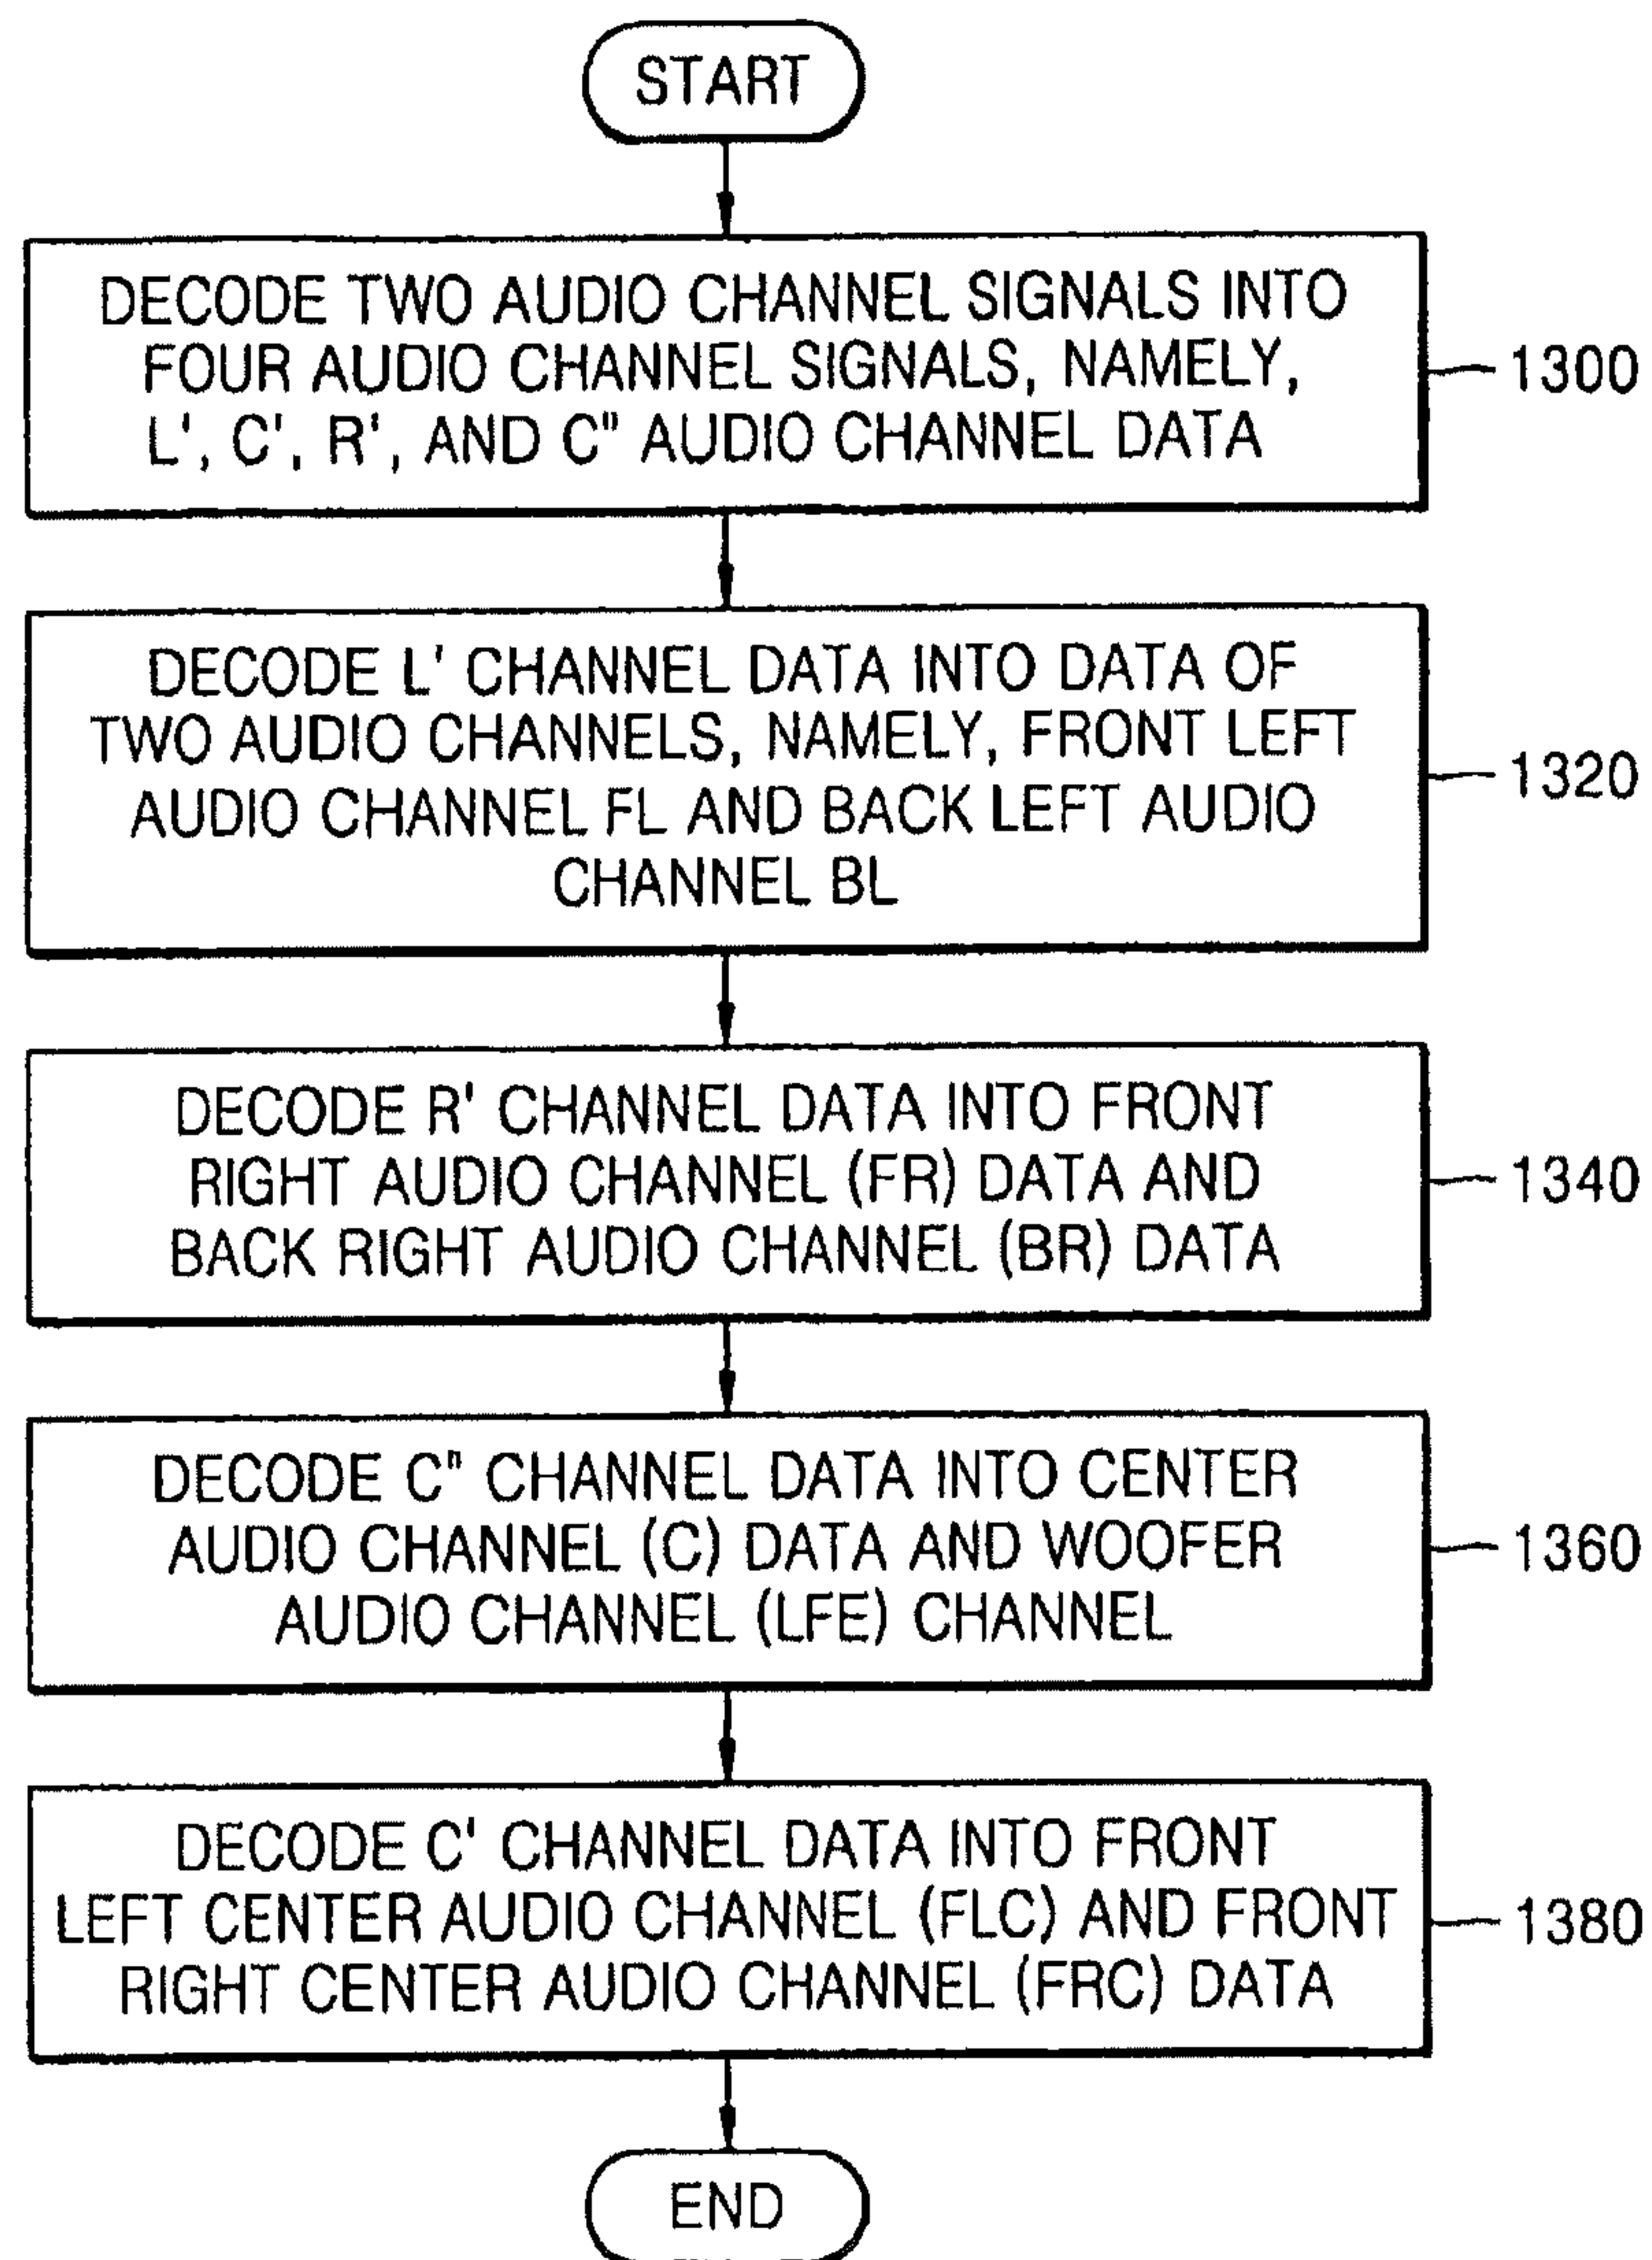 START
DECODE TWO AUDIO CHANNEL SIGNALS INTO
FOUR AUDIO CHANNEL SIGNALS, NAMELY,
L', C', R', AND C" AUDIO CHANNEL DATA
1300
DECODE L' CHANNEL DATA INTO DATA OF
TWO AUDIO CHANNELS, NAMELY, FRONT LEFT
AUDIO CHANNEL FL AND BACK LEFT AUDIO
CHANNEL BL
1320
DECODE R' CHANNEL DATA INTO FRONT
RIGHT AUDIO CHANNEL (FR) DATA AND
BACK RIGHT AUDIO CHANNEL (BR) DATA
1340
DECODE C" CHANNEL DATA INTO CENTER
AUDIO CHANNEL (C) DATA AND WOOFER
AUDIO CHANNEL (LFE) CHANNEL
1360
DECODE C' CHANNEL DATA INTO FRONT
LEFT CENTER AUDIO CHANNEL (FLC) AND FRONT
RIGHT CENTER AUDIO CHANNEL (FRC) DATA
1380
END